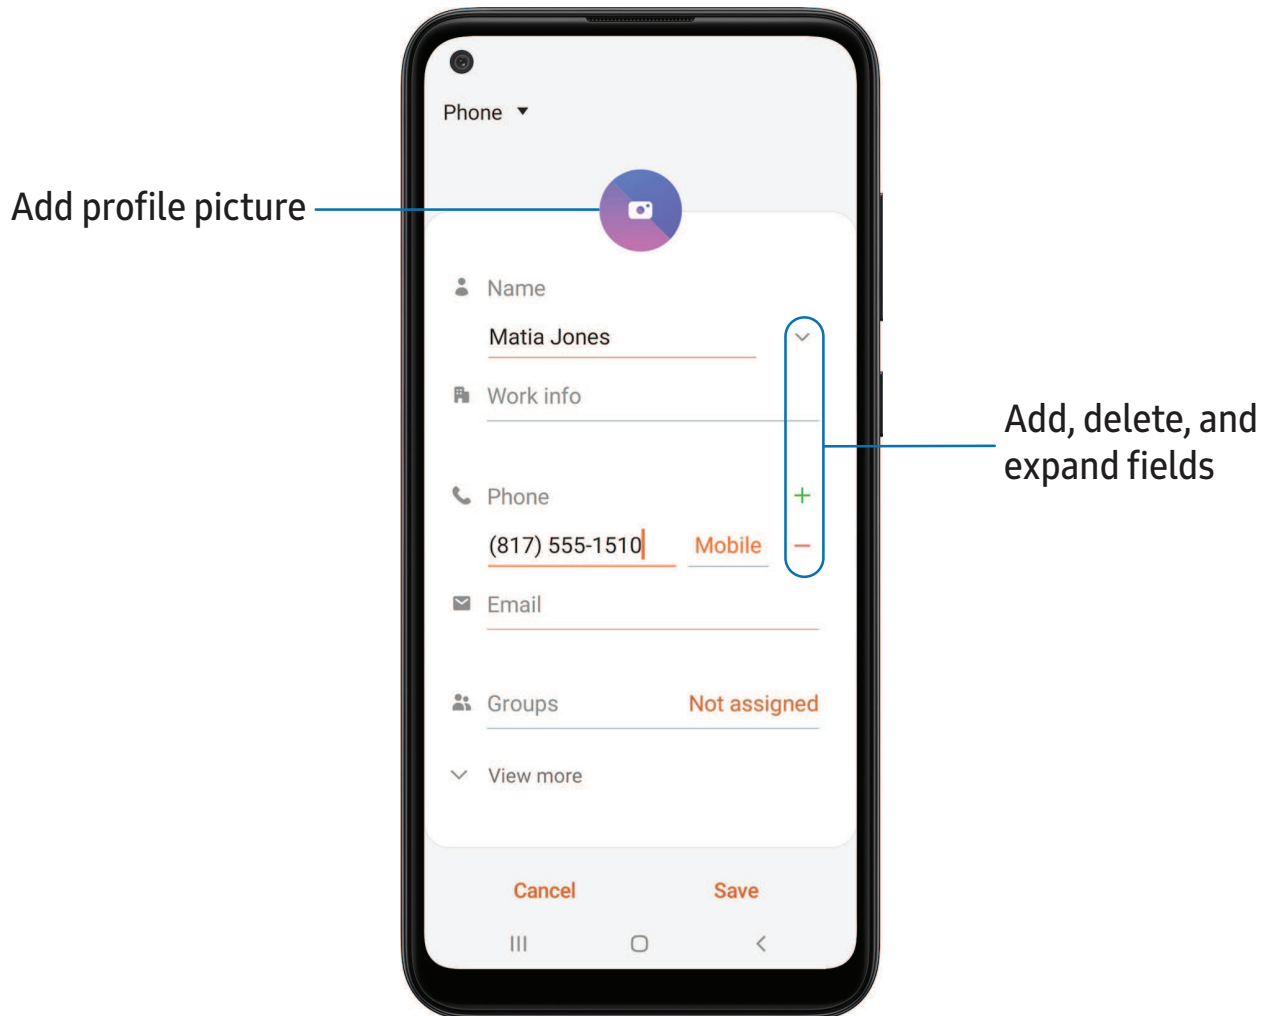 Phone
Add profile picture
Name
Matia Jones
Work info
Add, delete, and
expand fields
Phone
(817) 555-1510 Mobile
Email
Groups Not assigned
View more
Cancel Save